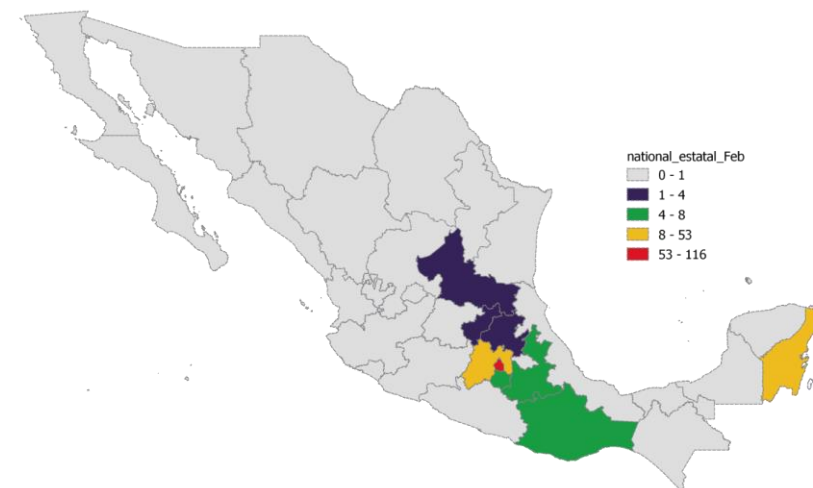 national_estatal_Feb
0 - 1
1 - 4
4 - 8
8 - 53
53 - 116